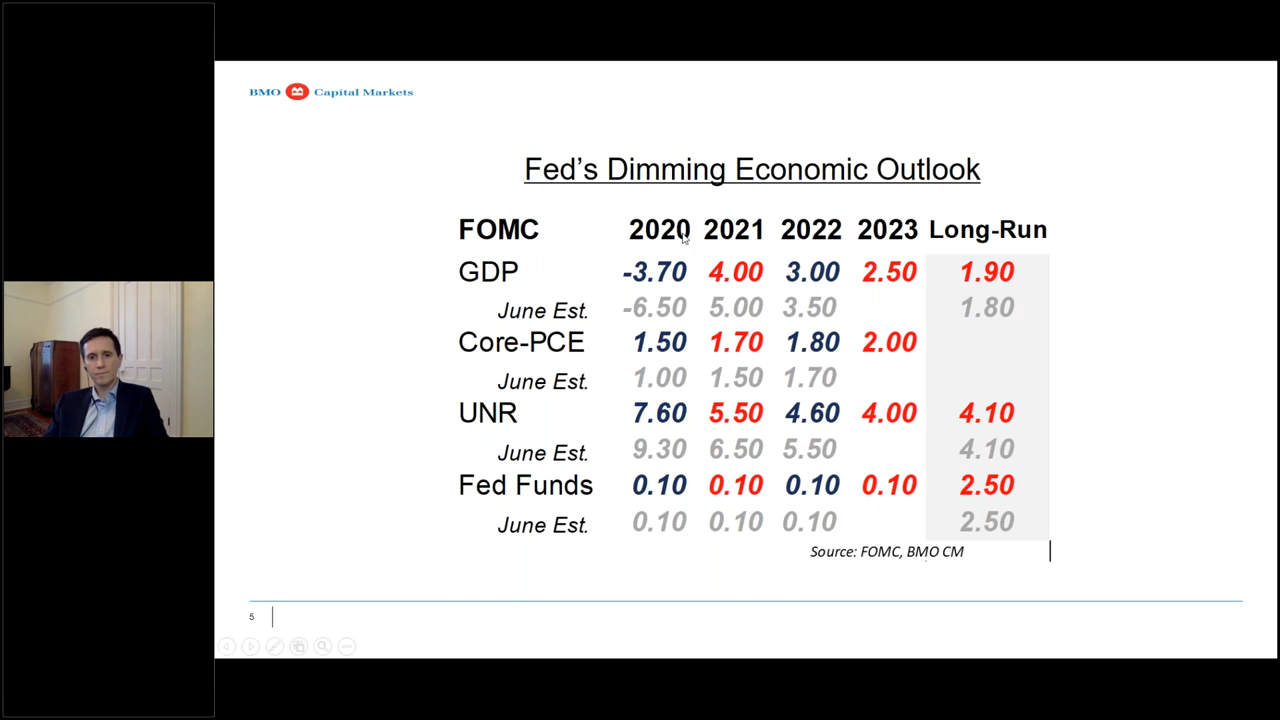 BMO Capital Markets
Fed's Dimming Economic Outlook
FOMC 2020 2021 2022 2023 Long-Run
GDP -3.70 4.00 3.00 2.50 1.90
June Est. -6.50 5.00 3.50 1.80
Core-PCE 1.50 1.70 1.80 2.00
June Est. 1.00 1.50 1.70
UNR 7.60 5.50 4.60 4.00 4.10
June Est. 9.30 6.50 5.50 4.10
Fed Funds 0.10 0.10 0.10 0.10 2.50
June Est. 0.10 0.10 0.10 2.50
Source: FOMC, BMO CM
5